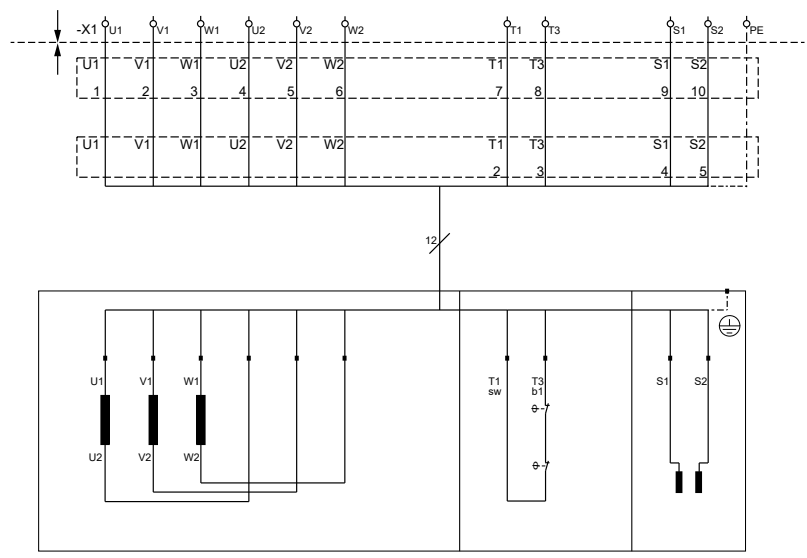 -X1 U1 V1 W1 U2 V2 W2 T1 T3 S1 S2 PE
U1 V1 W1 U2 V2 W2 T1 T3 S1 S2
1 2 3 4 5 6 7 8 9 10
U1 V1 W1 U2 V2 W2 T1 T3 S1 S2
2 3 4 5
12
U1 V1 W1 T1 T3 S1 S2
sw b1
U2 V2 W2